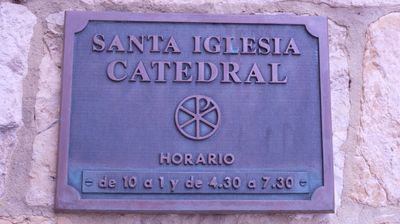 SANTA IGLESIA
CATEDRAL
HORARIO
de 10 a 1 y de 4.30 a 7.30